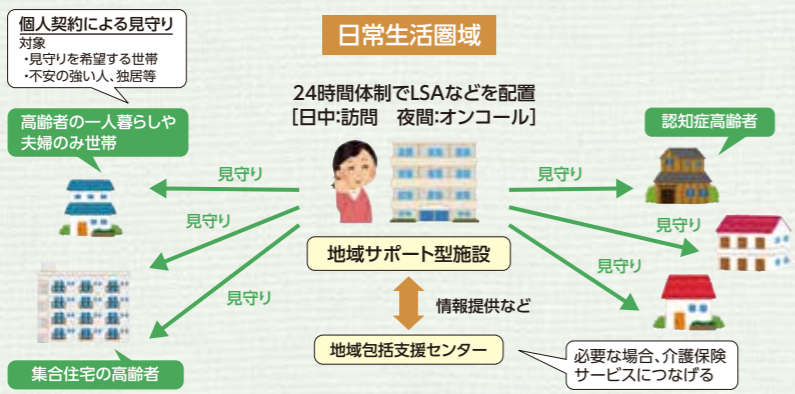 個人契約による見守り
対象
・見守りを希望する世帯
・不安の強い人、独居等
日常生活圏域
24時間体制でLSAなどを配置
[日中:訪問　夜間:オンコール]
高齢者の一人暮らしや
夫婦のみ世帯
認知症高齢者
見守り
見守り
見守り
見守り
見守り
見守り
地域サポート型施設
情報提供など
地域包括支援センター
必要な場合、介護保険
サービスにつなげる
集合住宅の高齢者